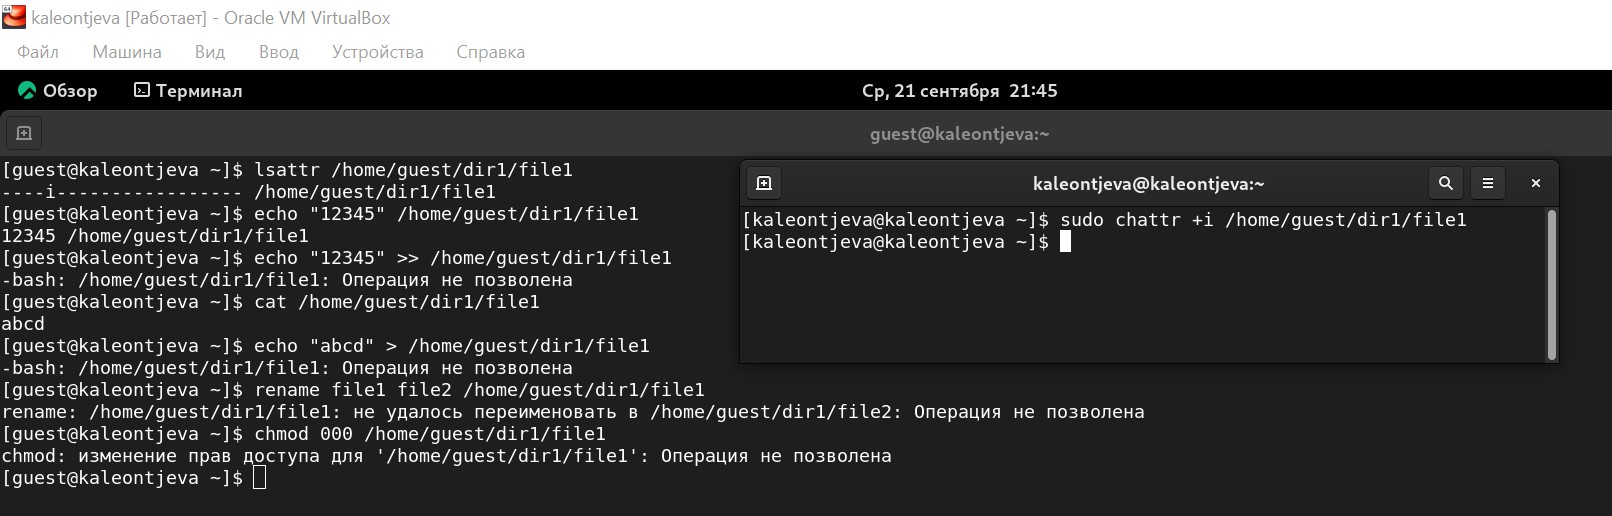 kaleontjeva [Работает] - Oracle VM VirtualBox
Файл Машина Вид Ввод Устройства Справка
Обзор Терминал Ср, 21 сентября 21:45
guest@kaleontjeva:~
[guest@kaleontjeva ~]$ lsattr /home/guest/dir1/file1
----i----------------- /home/guest/dir1/file1
[guest@kaleontjeva ~]$ echo "12345" /home/guest/dir1/file1
12345 /home/guest/dir1/file1
[guest@kaleontjeva ~]$ echo "12345" >> /home/guest/dir1/file1
-bash: /home/guest/dir1/file1: Операция не позволена
[guest@kaleontjeva ~]$ cat /home/guest/dir1/file1
abcd
[guest@kaleontjeva ~]$ echo "abcd" > /home/guest/dir1/file1
-bash: /home/guest/dir1/file1: Операция не позволена
[guest@kaleontjeva ~]$ rename file1 file2 /home/guest/dir1/file1
rename: /home/guest/dir1/file1: не удалось переименовать в /home/guest/dir1/file2: Операция не позволена
[guest@kaleontjeva ~]$ chmod 000 /home/guest/dir1/file1
chmod: изменение прав доступа для '/home/guest/dir1/file1': Операция не позволена
[guest@kaleontjeva ~]$
kaleontjeva@kaleontjeva:~
[kaleontjeva@kaleontjeva ~]$ sudo chattr +i /home/guest/dir1/file1
[kaleontjeva@kaleontjeva ~]$